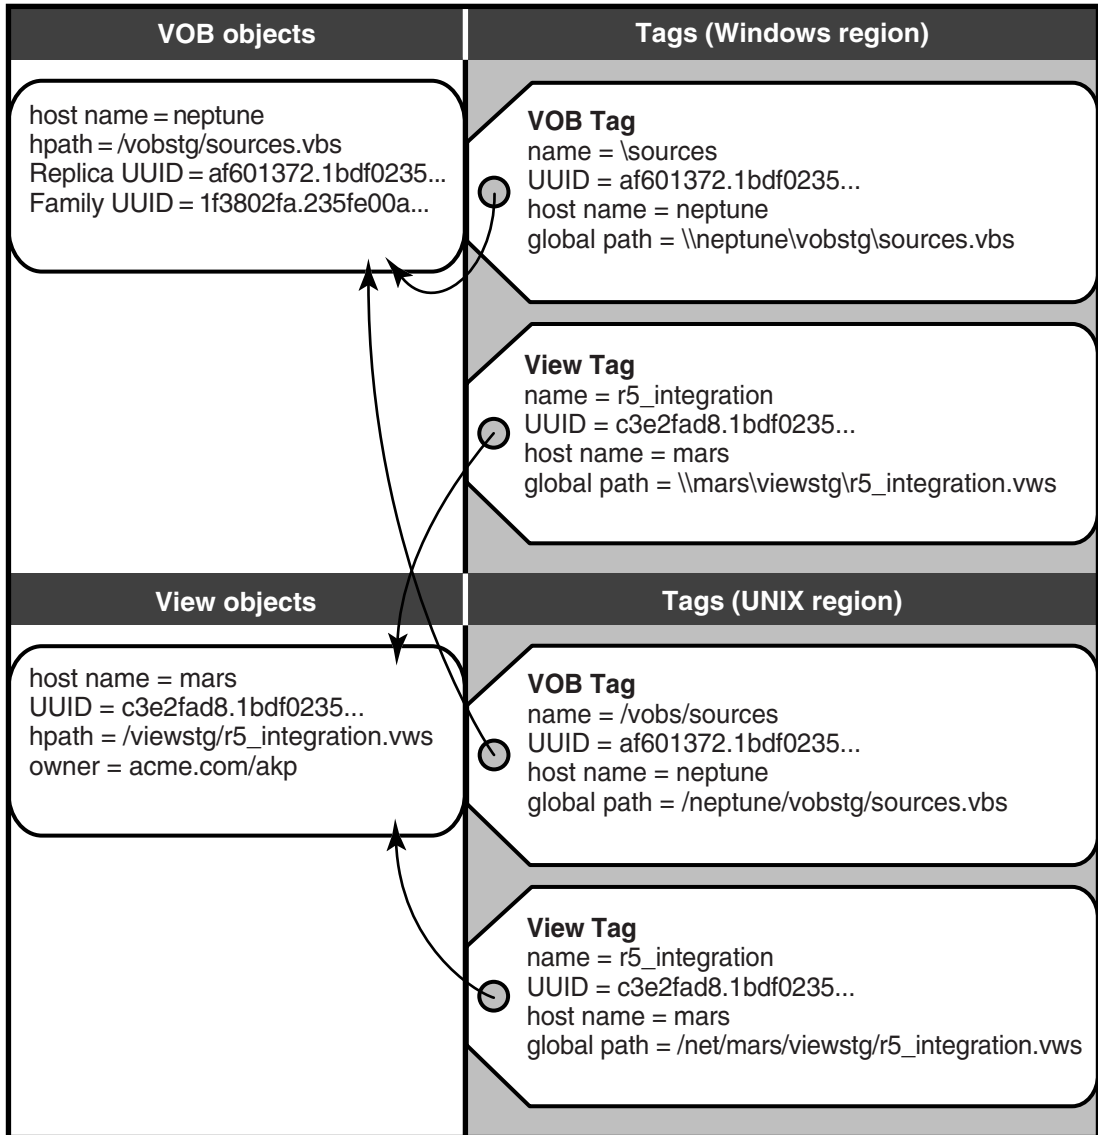 VOB objects
host name = neptune
hpath = /vobstg/sources.vbs
Replica UUID = af601372.1bdf0235...
Family UUID = 1f3802fa.235fe00a...
Tags (Windows region)
VOB Tag
name = \sources
UUID = af601372.1bdf0235...
host name = neptune
global path = \\neptune\vobstg\sources.vbs
View Tag
name = r5_integration
UUID = c3e2fad8.1bdf0235...
host name = mars
global path = \\mars\viewstg\r5_integration.vws
View objects
host name = mars
UUID = c3e2fad8.1bdf0235...
hpath = /viewstg/r5_integration.vws
owner = acme.com/akp
Tags (UNIX region)
VOB Tag
name = /vobs/sources
UUID = af601372.1bdf0235...
host name = neptune
global path = /neptune/vobstg/sources.vbs
View Tag
name = r5_integration
UUID = c3e2fad8.1bdf0235...
host name = mars
global path = /net/mars/viewstg/r5_integration.vws